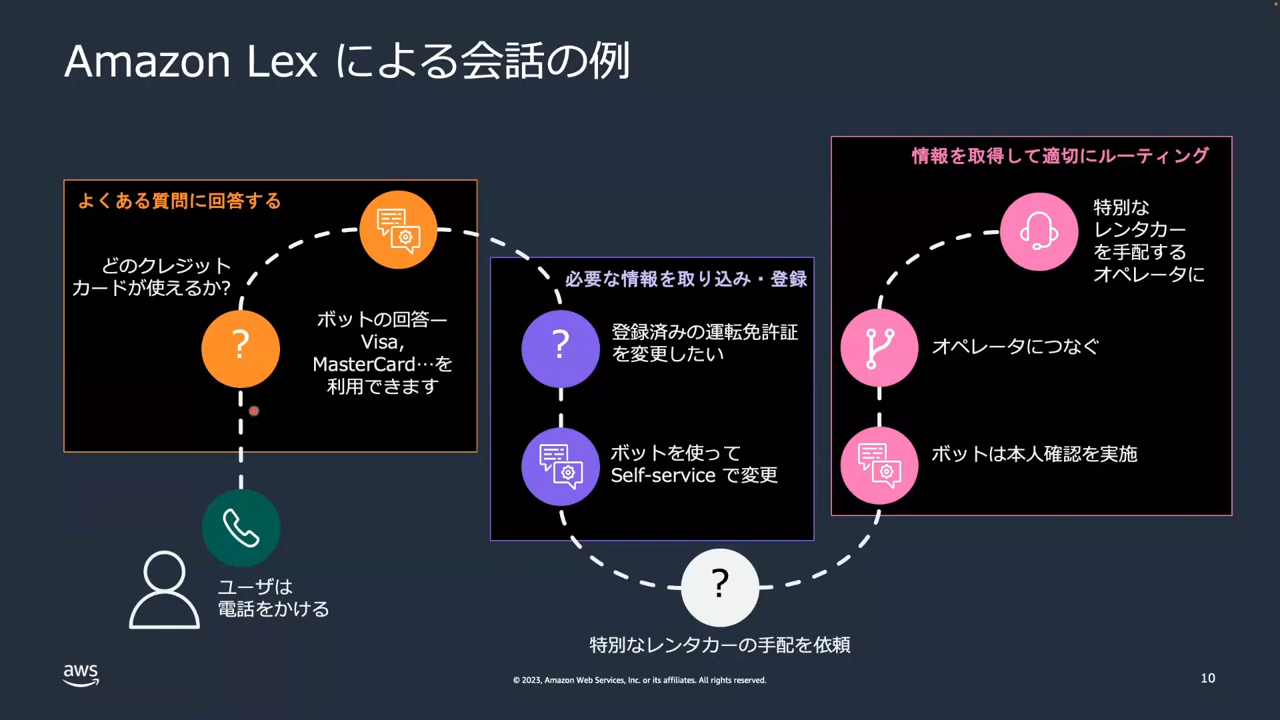 Amazon Lex による会話の例
よくある質問に回答する
どのクレジット
カードが使えるか?
?
ボットの回答ー
Visa,
MasterCard…を
利用できます
ユーザは
電話をかける
必要な情報を取り込み・登録
?
登録済みの運転免許証
を変更したい
ボットを使って
Self-service で変更
?
特別なレンタカーの手配を依頼
情報を取得して適切にルーティング
特別な
レンタカー
を手配する
オペレータに
オペレータにつなぐ
ボットは本人確認を実施
aws
© 2023, Amazon Web Services, Inc. or its affiliates. All rights reserved.
10